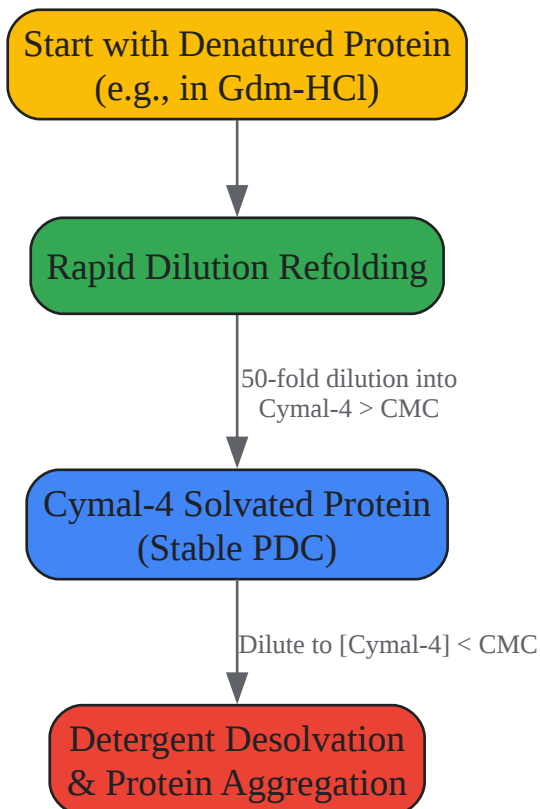 Start with Denatured Protein
(e.g., in Gdm-HCl)
Rapid Dilution Refolding
50-fold dilution into
Cymal-4 > CMC
Cymal-4 Solvated Protein
(Stable PDC)
Dilute to [Cymal-4] < CMC
Detergent Desolvation
& Protein Aggregation